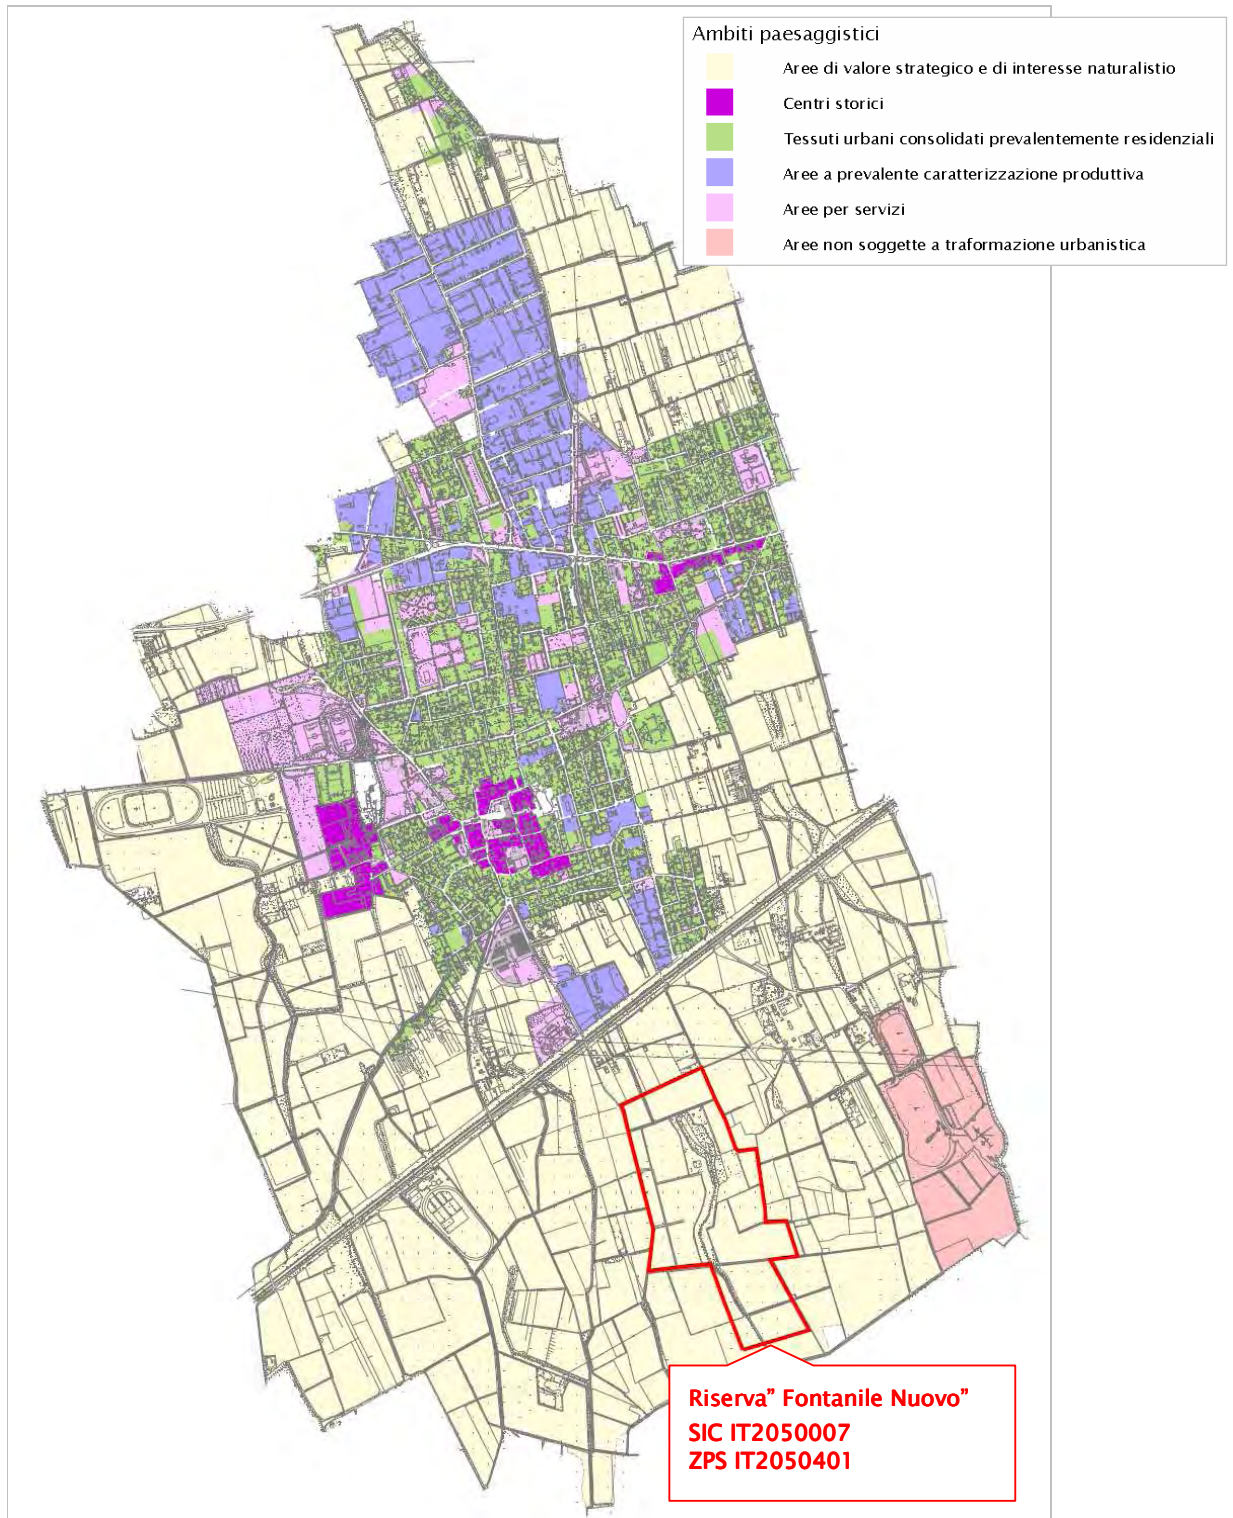 Ambiti paesaggistici
Aree di valore strategico e di interesse naturalistio
Centri storici
Tessuti urbani consolidati prevalentemente residenziali
Aree a prevalente caratterizzazione produttiva
Aree per servizi
Aree non soggette a traformazione urbanistica
Riserva” Fontanile Nuovo”
SIC IT2050007
ZPS IT2050401